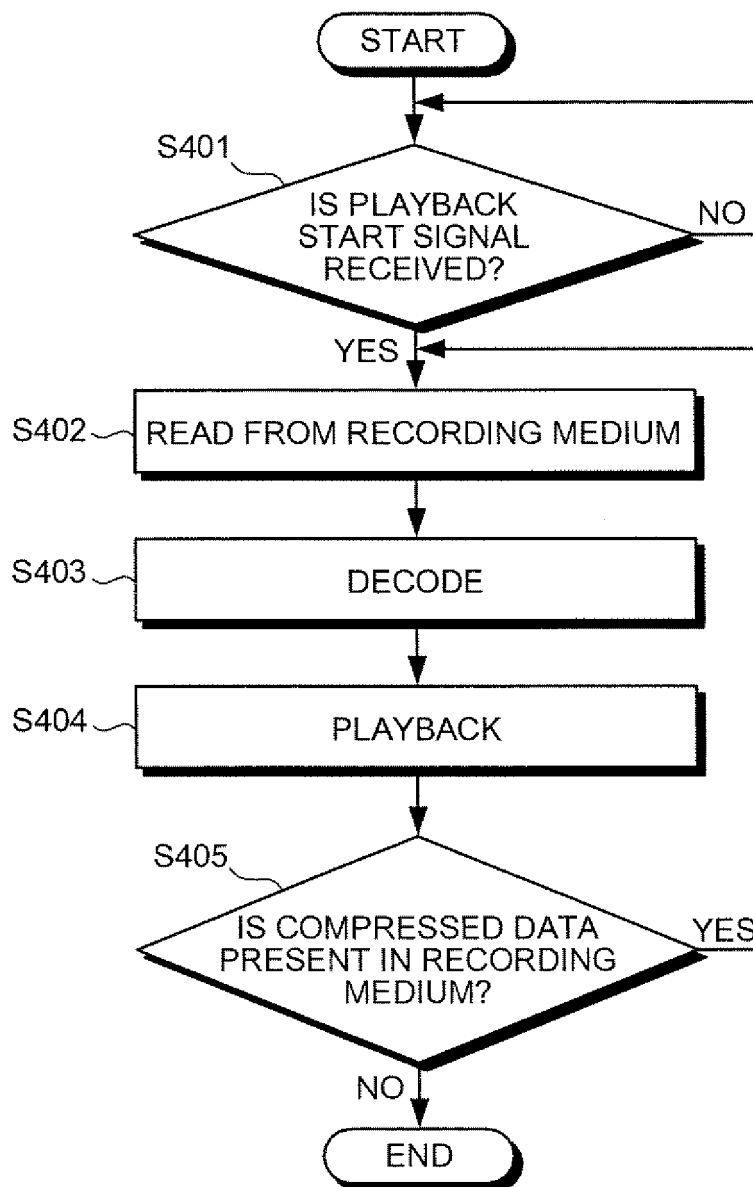 START
S401
IS PLAYBACK
START SIGNAL
RECEIVED?
NO
YES
S402
READ FROM RECORDING MEDIUM
S403
DECODE
S404
PLAYBACK
S405
IS COMPRESSED DATA
PRESENT IN RECORDING
MEDIUM?
YES
NO
END